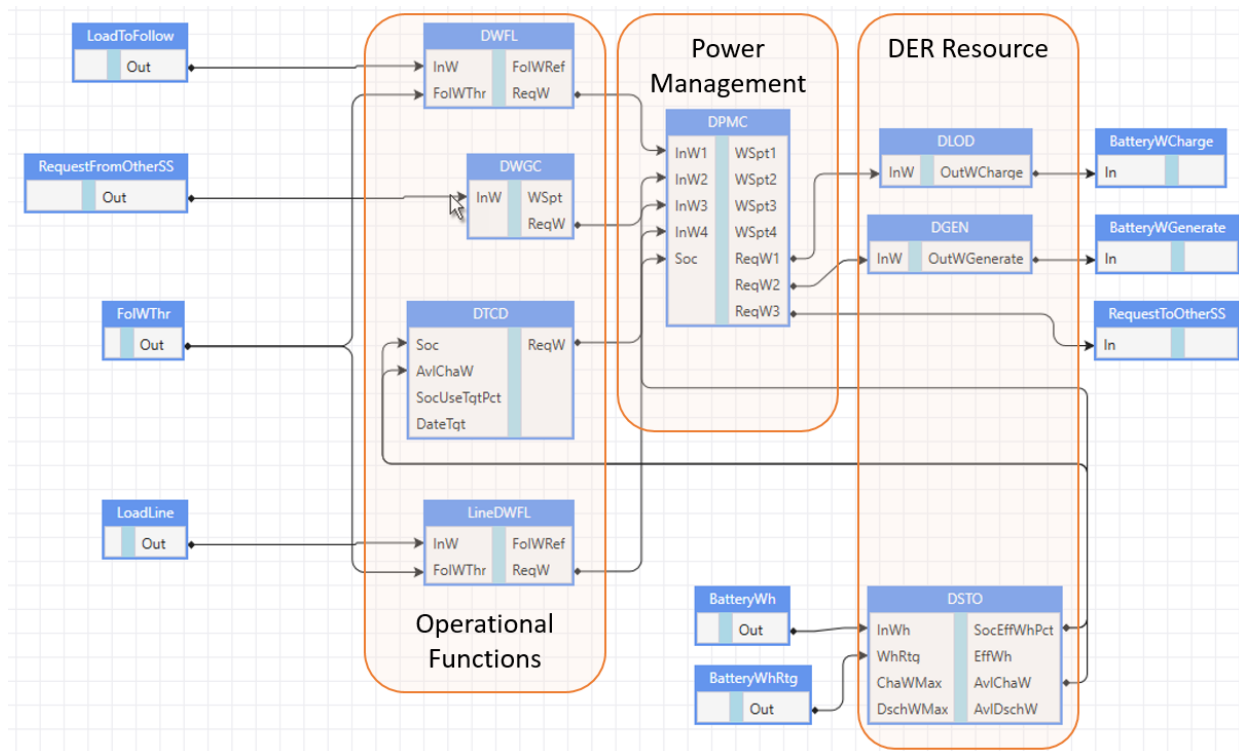 LoadToFollow
Out
RequestFromOtherSS
Out
FolWThr
Out
LoadLine
Out
DWFL
InW FolWRef
FolWThr ReqW
DWGC
InW WSpt
ReqW
DTCD
Soc ReqW
AvlChaW
SocUseTqtPct
DateTqt
LineDWFL
InW FolWRef
FolWThr ReqW
Operational
Functions
Power
Management
DPMC
InW1 WSpt1
InW2 WSpt2
InW3 WSpt3
InW4 WSpt4
Soc ReqW1
ReqW2
ReqW3
DER Resource
DLOD
InW OutWCharge
DGEN
InW OutWGenerate
BatteryWCharge
In
BatteryWGenerate
In
RequestToOtherSS
In
BatteryWh
Out
BatteryWhRtg
Out
DSTO
InWh SocEffWhPct
WhRtq EffWh
ChaWMax AvlChaW
DschWMax AvlDschW